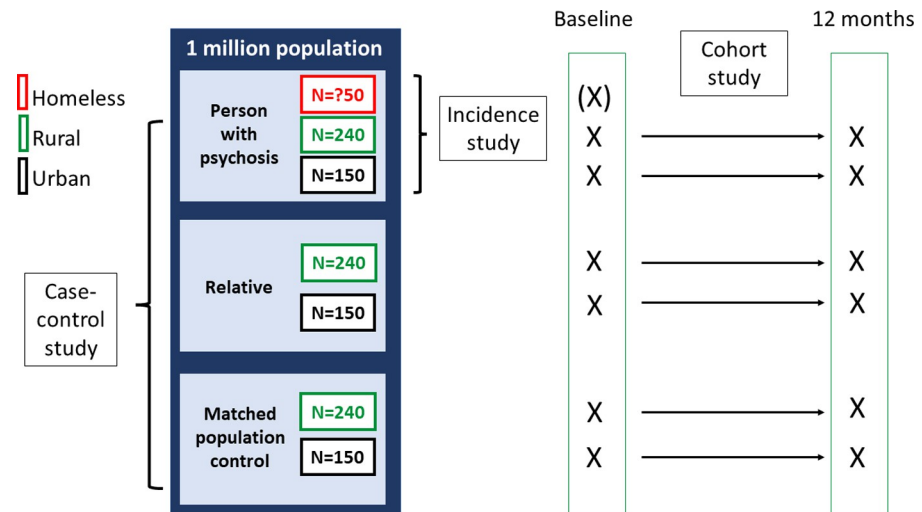 Baseline
12 months
1 million population
Cohort
study
Homeless
Rural
Urban
Person
with
psychosis
N=?50
N=240
N=150
Incidence
study
(X)
X X
X X
Relative
N=240
N=150
X X
X X
Case-
control
study
Matched
population
control
N=240
N=150
X X
X X